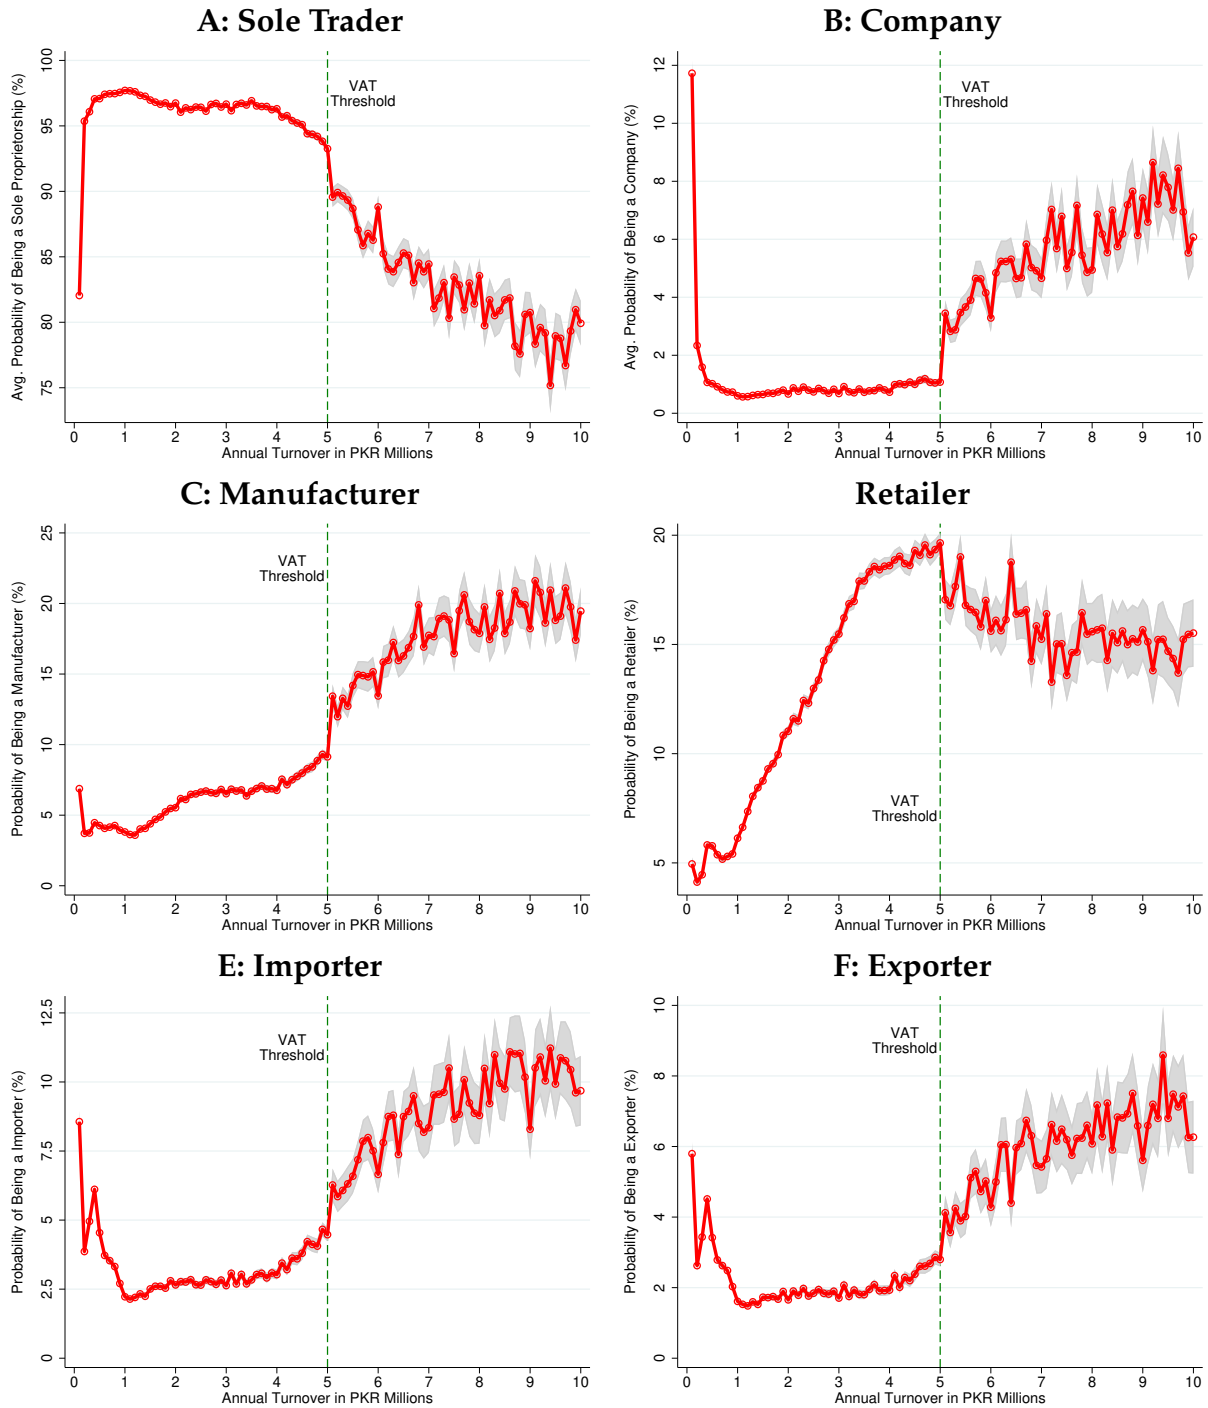 A: Sole Trader
Avg. Probability of Being a Sole Proprietorship (%)
100
95
90
85
80
75
VAT
Threshold
0 1 2 3 4 5 6 7 8 9 10
Annual Turnover in PKR Millions
B: Company
Avg. Probability of Being a Company (%)
12
10
8
6
4
2
0
VAT
Threshold
0 1 2 3 4 5 6 7 8 9 10
Annual Turnover in PKR Millions
C: Manufacturer
Probability of Being a Manufacturer (%)
25
20
15
10
5
0
VAT
Threshold
0 1 2 3 4 5 6 7 8 9 10
Annual Turnover in PKR Millions
Retailer
Probability of Being a Retailer (%)
20
15
10
5
VAT
Threshold
0 1 2 3 4 5 6 7 8 9 10
Annual Turnover in PKR Millions
E: Importer
Probability of Being a Importer (%)
12.5
10
7.5
5
2.5
0
VAT
Threshold
0 1 2 3 4 5 6 7 8 9 10
Annual Turnover in PKR Millions
F: Exporter
Probability of Being a Exporter (%)
10
8
6
4
2
0
VAT
Threshold
0 1 2 3 4 5 6 7 8 9 10
Annual Turnover in PKR Millions